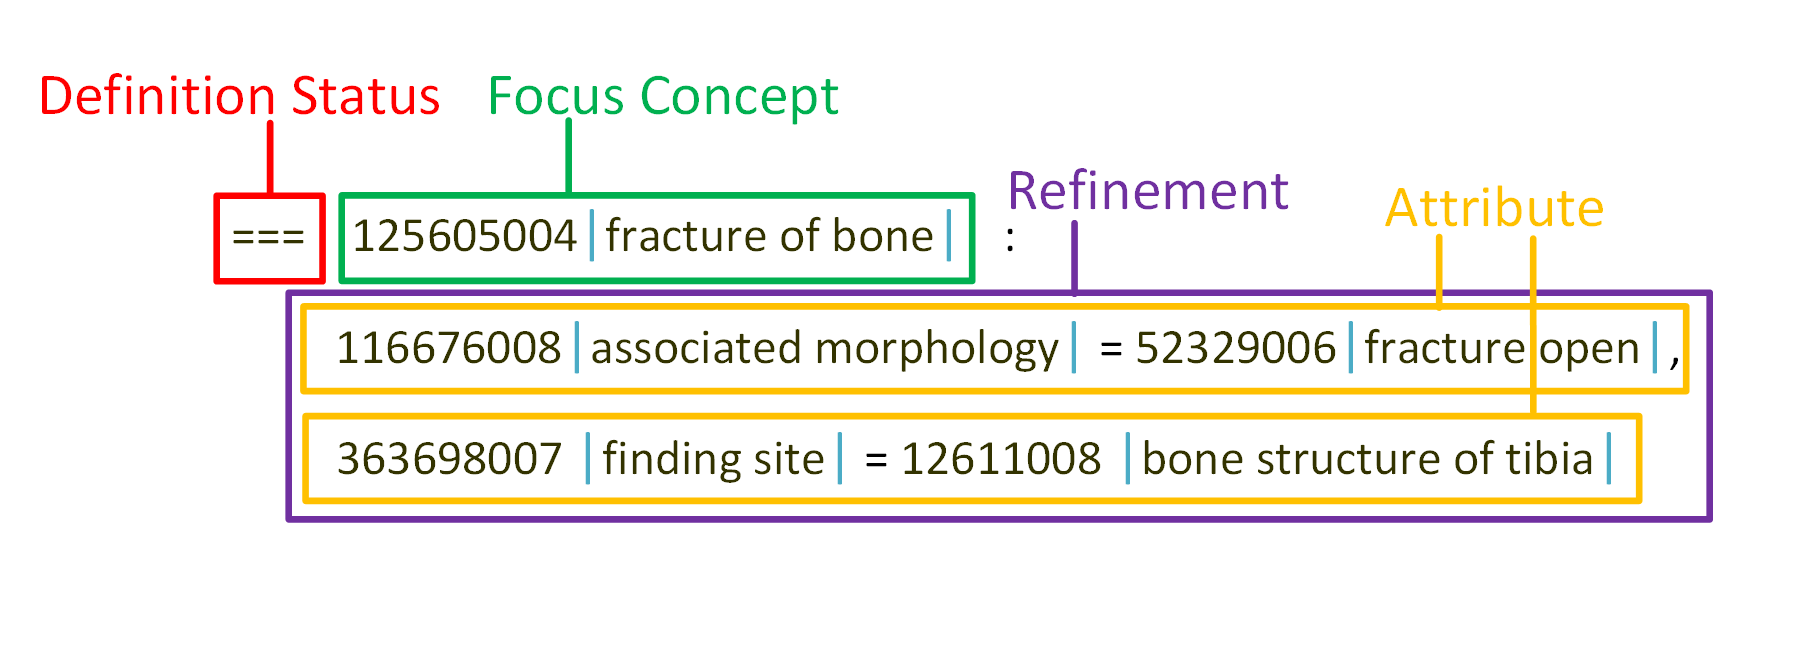 Definition Status Focus Concept
Refinement Attribute
=== 125605004|fracture of bone| :
116676008|associated morphology| = 52329006|fracture open|,
363698007 |finding site| = 12611008 |bone structure of tibia|